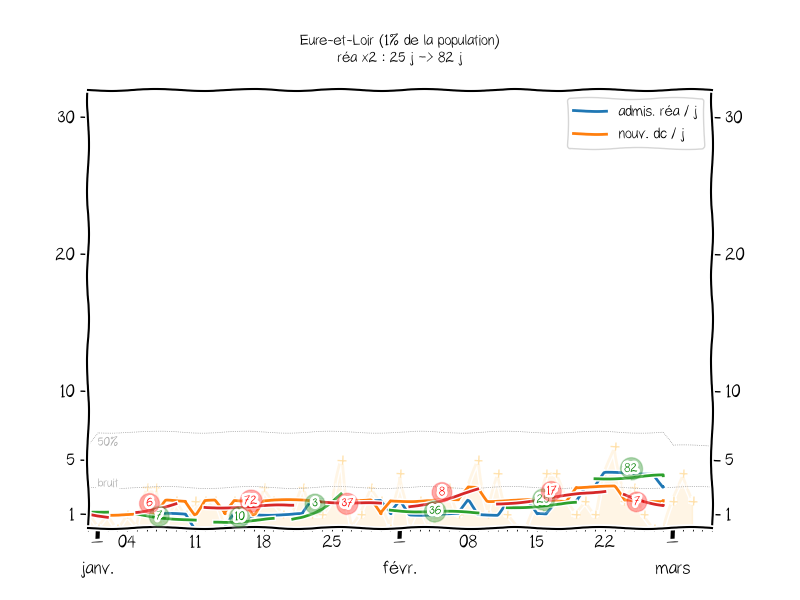 Eure-et-Loir (1% de la population)
réa x2 : 25 j -> 82 j
admis. réa / j
nouv. dc / j
30 30
20 20
10 10
50%
5 5
bruit
82
8 17
6 72 3 37 7
7 10 36
1 1
04 11 18 25 08 15 22
janv. févr. mars